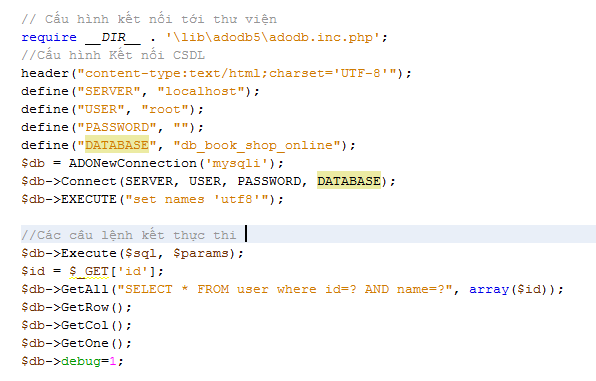 // Cấu hình kết nối tới thư viện
require __DIR__ . '\lib\adodb5\adodb.inc.php';
//Cấu hình Kết nối CSDL
header("content-type:text/html;charset='UTF-8'");
define("SERVER", "localhost");
define("USER", "root");
define("PASSWORD", "");
define("DATABASE", "db_book_shop_online");
$db = ADONewConnection('mysqli');
$db->Connect(SERVER, USER, PASSWORD, DATABASE);
$db->EXECUTE("set names 'utf8'");
//Các câu lệnh kết thực thi
$db->Execute($sql, $params);
$id = $_GET['id'];
$db->GetAll("SELECT * FROM user where id=? AND name=?", array($id));
$db->GetRow();
$db->GetCol();
$db->GetOne();
$db->debug=1;